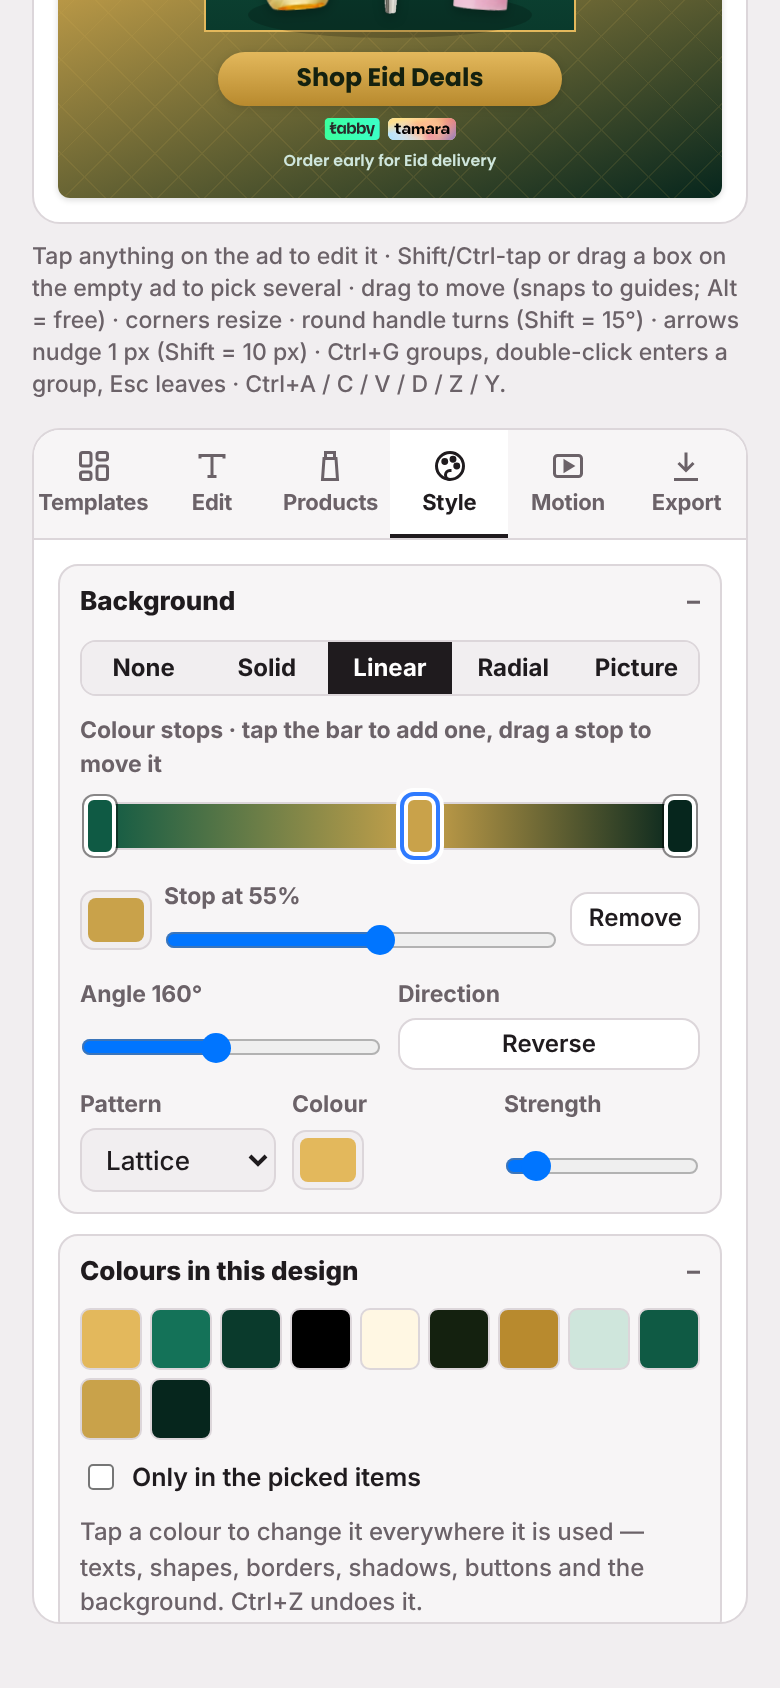 Shop Eid Deals
tabby tamara
Order early for Eid delivery
Tap anything on the ad to edit it · Shift/Ctrl-tap or drag a box on
the empty ad to pick several · drag to move (snaps to guides; Alt
= free) · corners resize · round handle turns (Shift = 15°) · arrows
nudge 1 px (Shift = 10 px) · Ctrl+G groups, double-click enters a
group, Esc leaves · Ctrl+A / C / V / D / Z / Y.
Templates Edit Products Style Motion Export
Background −
None Solid Linear Radial Picture
Colour stops · tap the bar to add one, drag a stop to
move it
Stop at 55%
Remove
Angle 160° Direction
Reverse
Pattern Colour Strength
Lattice
Colours in this design −
Only in the picked items
Tap a colour to change it everywhere it is used —
texts, shapes, borders, shadows, buttons and the
background. Ctrl+Z undoes it.